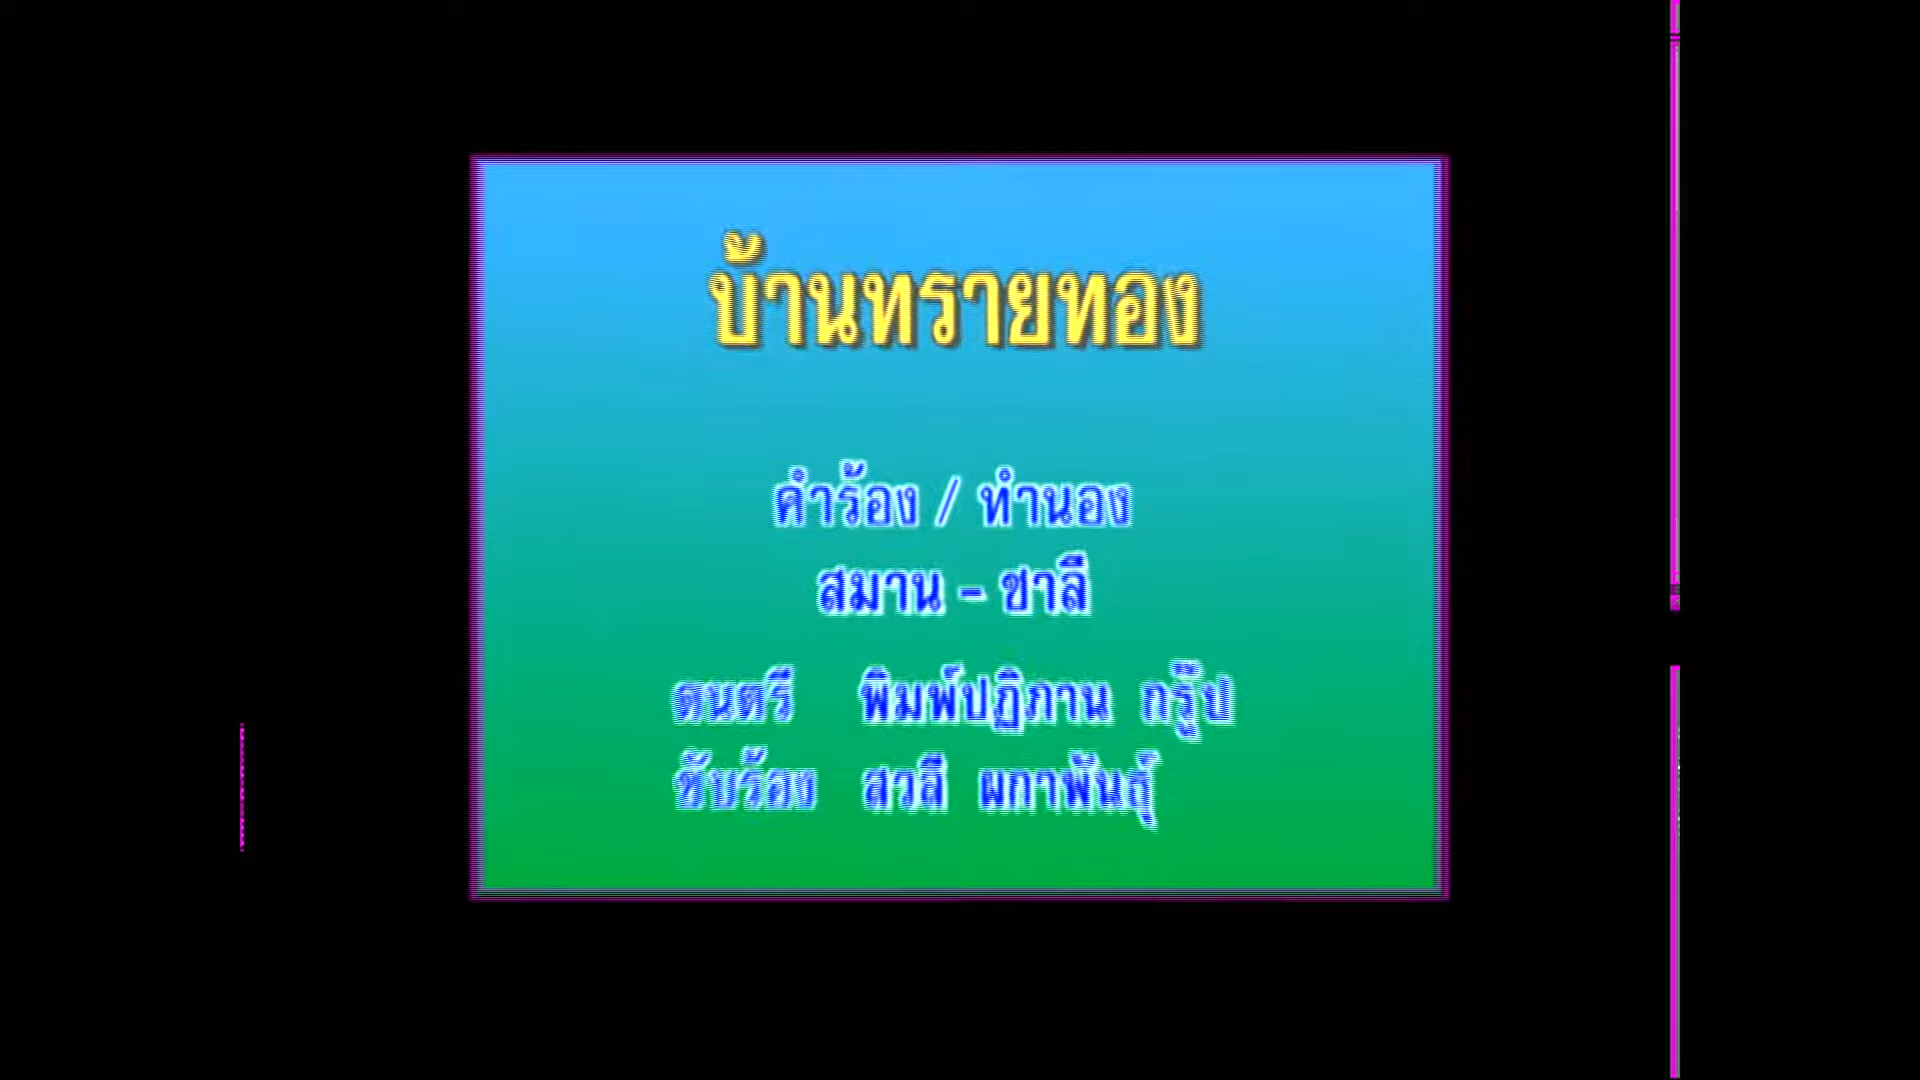 บ้านทรายทอง
คำร้อง / ทำนอง
สมาน - ชาลี
ดนตรี พิมพ์ปฏิภาณ กรุ๊ป
ขับร้อง สวลี ผกาพันธุ์